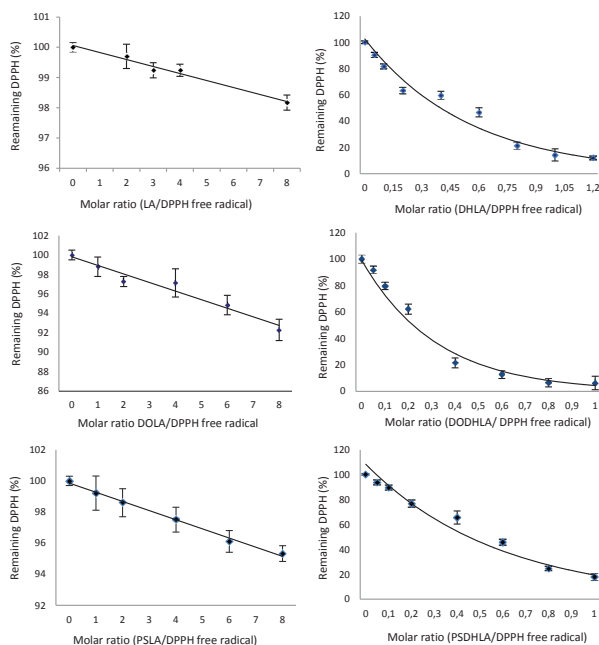 Reamaining DPPH (%)
101
100
99
98
97
96
0 1 2 3 4 5 6 7 8
Molar ratio (LA/DPPH free radical)
Remaining DPPH (%)
120
100
80
60
40
20
0
0 0,15 0,3 0,45 0,6 0,75 0,9 1,05 1,2
Molar ratio (DHLA/DPPH free radical)
Remaining DPPH (%)
102
100
98
96
94
92
90
88
86
0 1 2 3 4 5 6 7 8
Molar ratio DOLA/DPPH free radical
Remaining DPPH (%)
120
100
80
60
40
20
0
0 0,1 0,2 0,3 0,4 0,5 0,6 0,7 0,8 0,9 1
Molar ratio (DODHLA/ DPPH free radical)
Remaining DPPH (%)
102
100
98
96
94
92
0 1 2 3 4 5 6 7 8
Molar ratio (PSLA/DPPH free radical)
Remaining DPPH (%)
120
100
80
60
40
20
0
0 0,1 0,2 0,3 0,4 0,5 0,6 0,7 0,8 0,9 1
Molar ratio (PSDHLA/DPPH free radical)